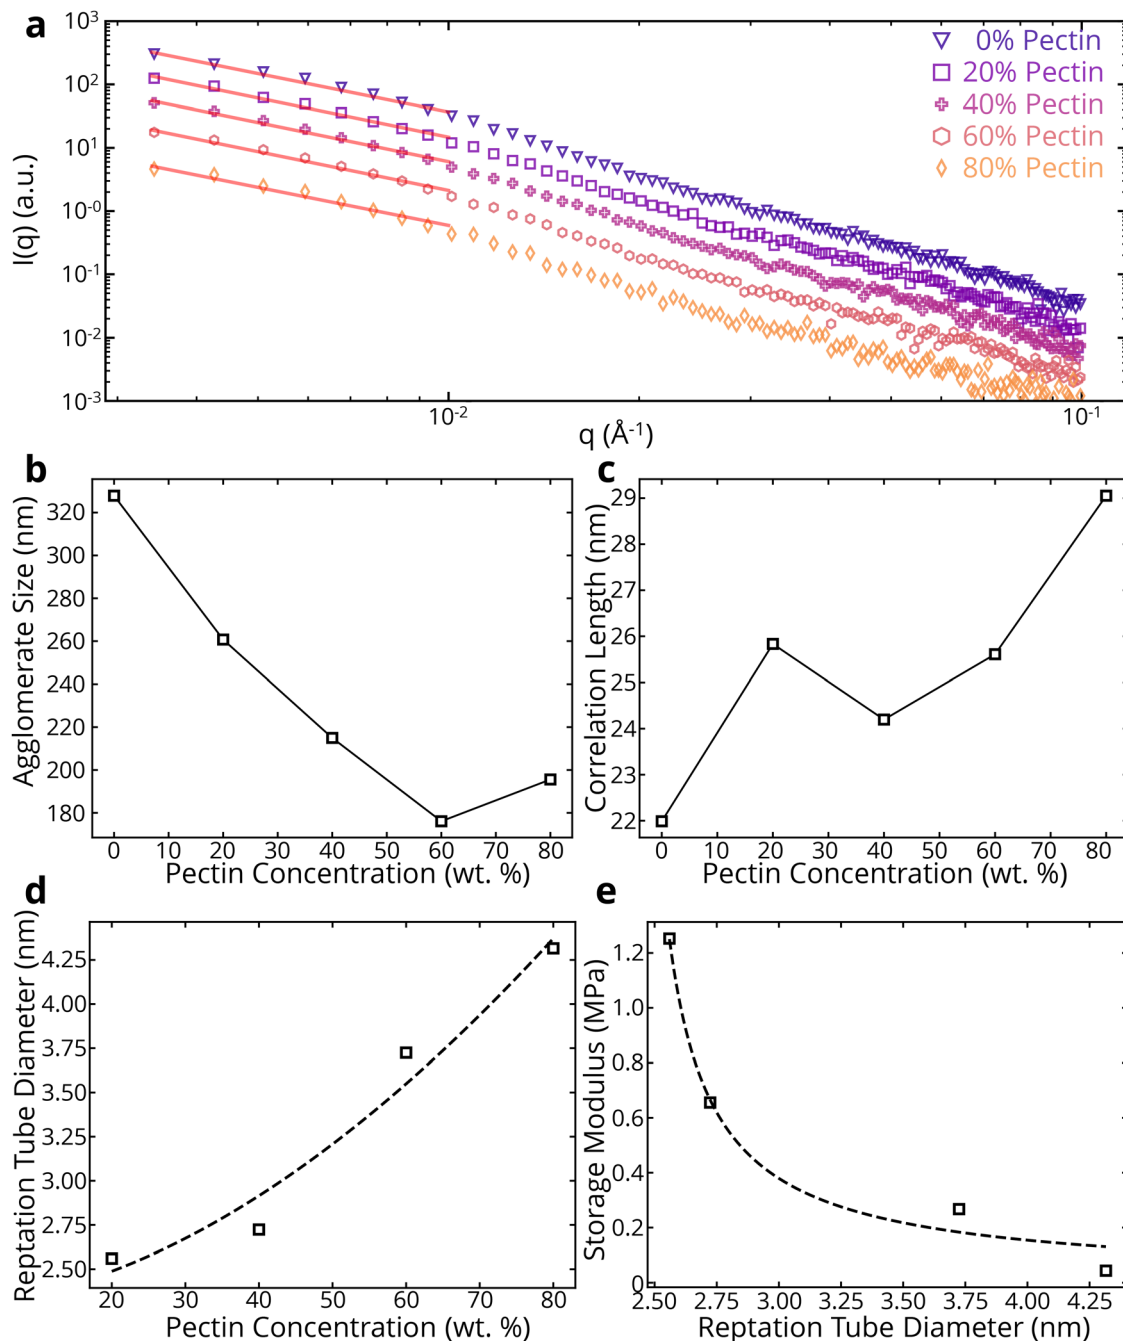 a
10³
10²
10¹
10⁻⁰
10⁻¹
10⁻²
10⁻³
I(q) (a.u.)
0% Pectin
20% Pectin
40% Pectin
60% Pectin
80% Pectin
10⁻² 10⁻¹
q (Å⁻¹)
b
320
300
280
260
240
220
200
180
Agglomerate Size (nm)
0 10 20 30 40 50 60 70 80
Pectin Concentration (wt. %)
c
29
28
27
26
25
24
23
22
Correlation Length (nm)
0 10 20 30 40 50 60 70 80
Pectin Concentration (wt. %)
d
4.25
4.00
3.75
3.50
3.25
3.00
2.75
2.50
Reptation Tube Diameter (nm)
20 30 40 50 60 70 80
Pectin Concentration (wt. %)
e
1.2
1.0
0.8
0.6
0.4
0.2
0
Storage Modulus (MPa)
2.50 2.75 3.00 3.25 3.50 3.75 4.00 4.25
Reptation Tube Diameter (nm)